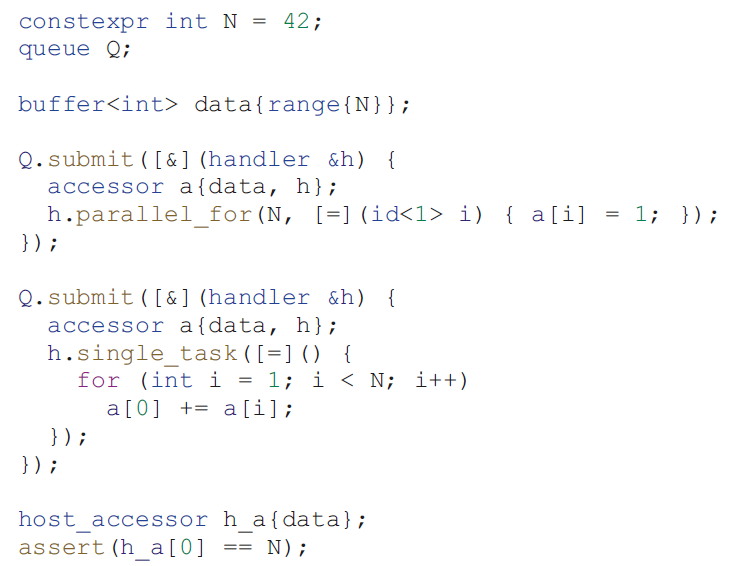 constexpr int N = 42;
queue Q;

buffer<int> data{range{N}};

Q.submit([&](handler &h) {
  accessor a{data, h};
  h.parallel_for(N, [=](id<1> i) { a[i] = 1; });
});

Q.submit([&](handler &h) {
  accessor a{data, h};
  h.single_task([=]() {
    for (int i = 1; i < N; i++)
      a[0] += a[i];
  });
});

host_accessor h_a{data};
assert(h_a[0] == N);